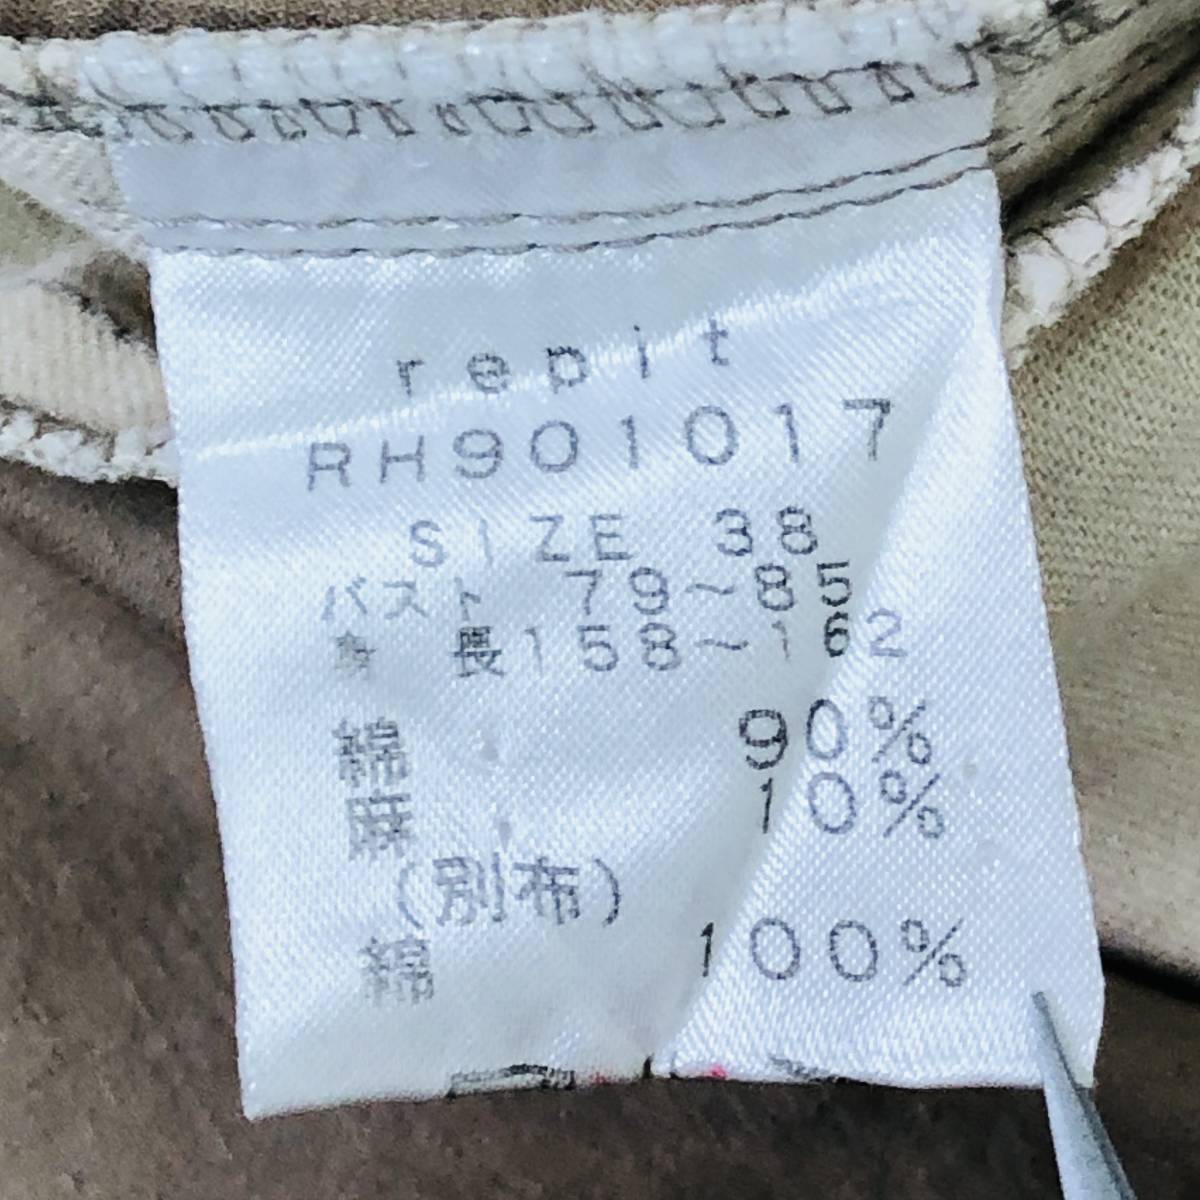 repit
RH901017
SIZE 38
バスト 79~85
身 長158~162
綿 90%
麻 10%
(別布)
綿 100%